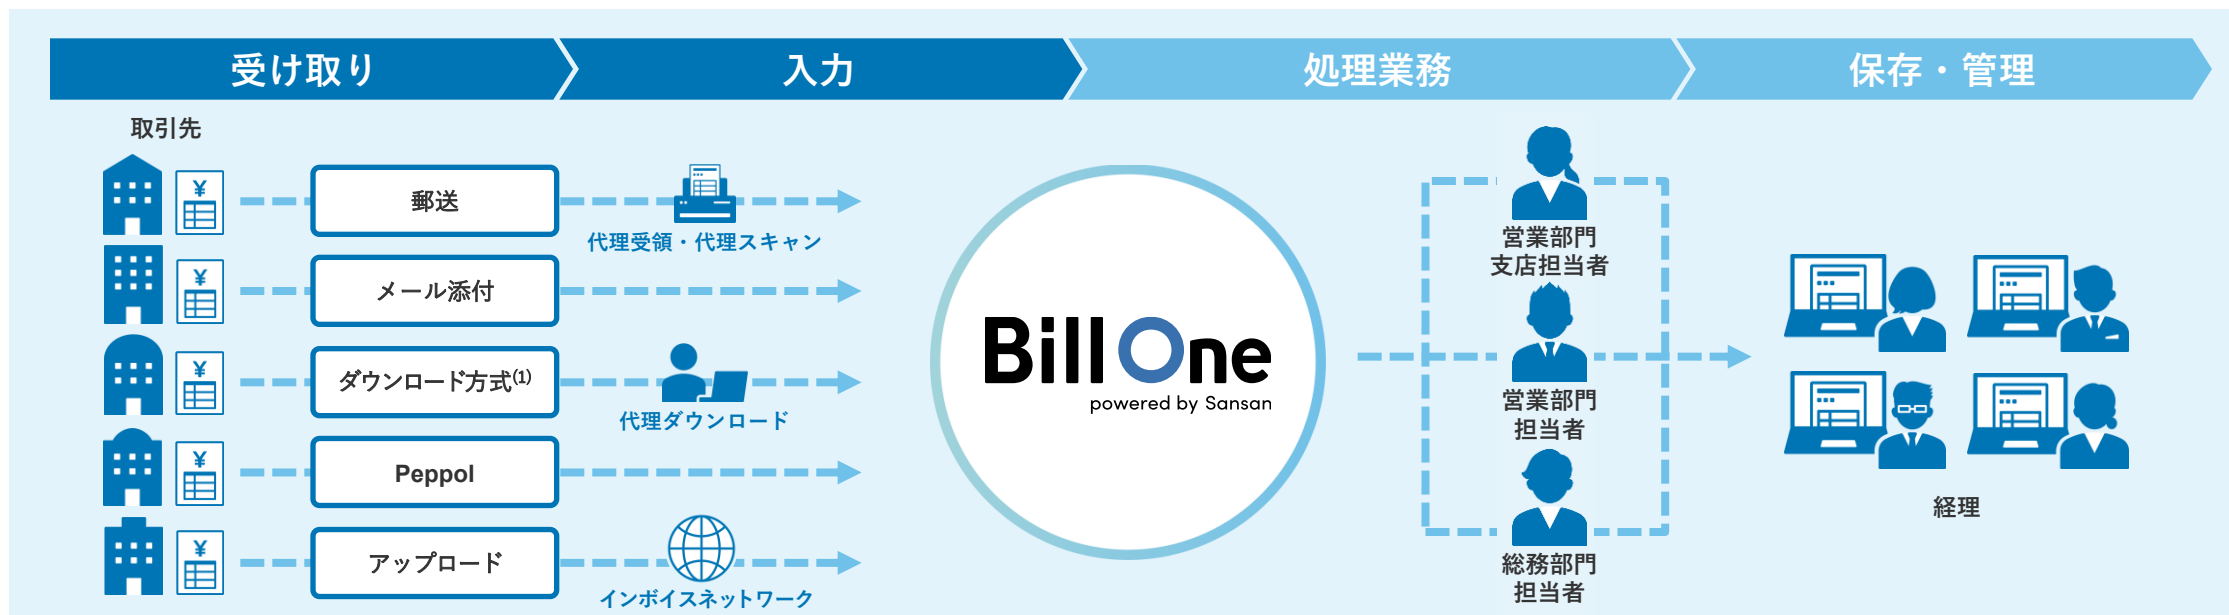 受け取り
入力
処理業務
保存・管理
取引先
¥
郵送
代理受領・代理スキャン
¥
メール添付
¥
ダウンロード方式(1)
代理ダウンロード
¥
Peppol
¥
アップロード
インボイスネットワーク
Bill One
powered by Sansan
営業部門
支店担当者
営業部門
担当者
総務部門
担当者
経理